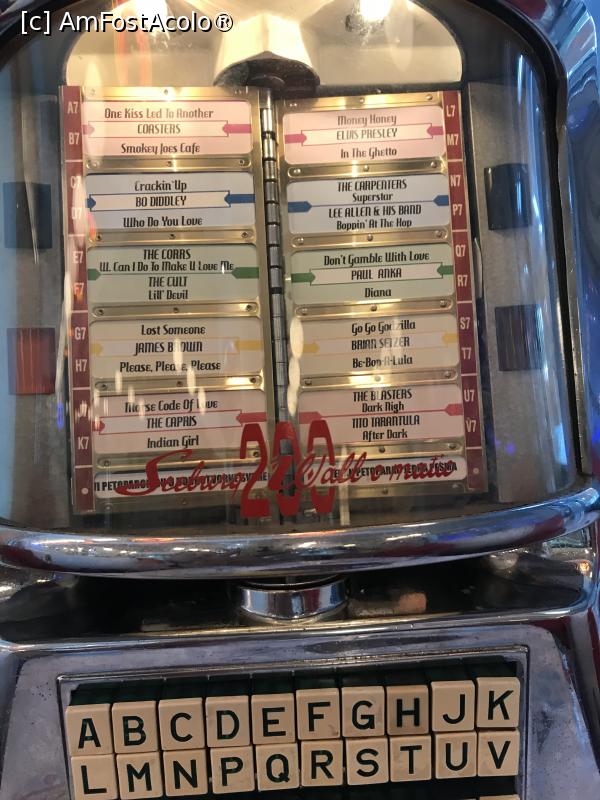 [c] AmFostAcolo®
A7
One Kiss Led To Another
COASTERS
B7
Smokey Joes Cafe
C7
Crackin' Up
BO DIDDLEY
D7
Who Do You Love
THE CORRS
E7
W. Can I Do To Make U Love Me
THE CULT
F7
Lil' Devil
G7
Lost Someone
JAMES BROWN
H7
Please, Please, Please
Morse Code Of Love
THE CAPRIS
K7
Indian Girl
L7
Money Honey
ELVIS PRESLEY
M7
In The Ghetto
N7
THE CARPENTERS
Superstar
P7
LEE ALLEN & HIS BAND
Boppin' At The Hop
Q7
Don't Gamble With Love
PAUL ANKA
R7
Diana
S7
Go Go Godzilla
BRIAN SETZER
T7
Be-Bop-A-Lula
U7
THE BLASTERS
Dark Nigh
V7
TITO TARANTULA
After Dark
Seeburg 200 Wall-o-matic
A B C D E F G H J K
L M N P Q R S T U V